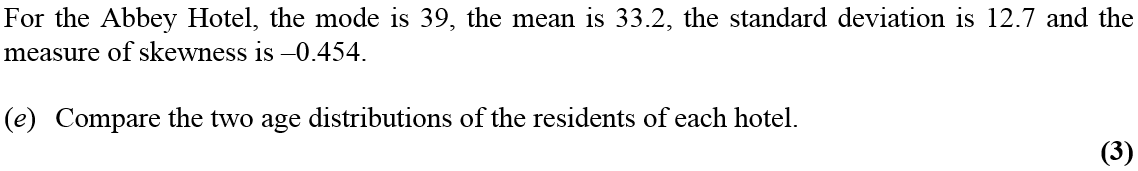 For the Abbey Hotel, the mode is 39, the mean is 33.2, the standard deviation is 12.7 and the
measure of skewness is –0.454.
(e) Compare the two age distributions of the residents of each hotel.
(3)